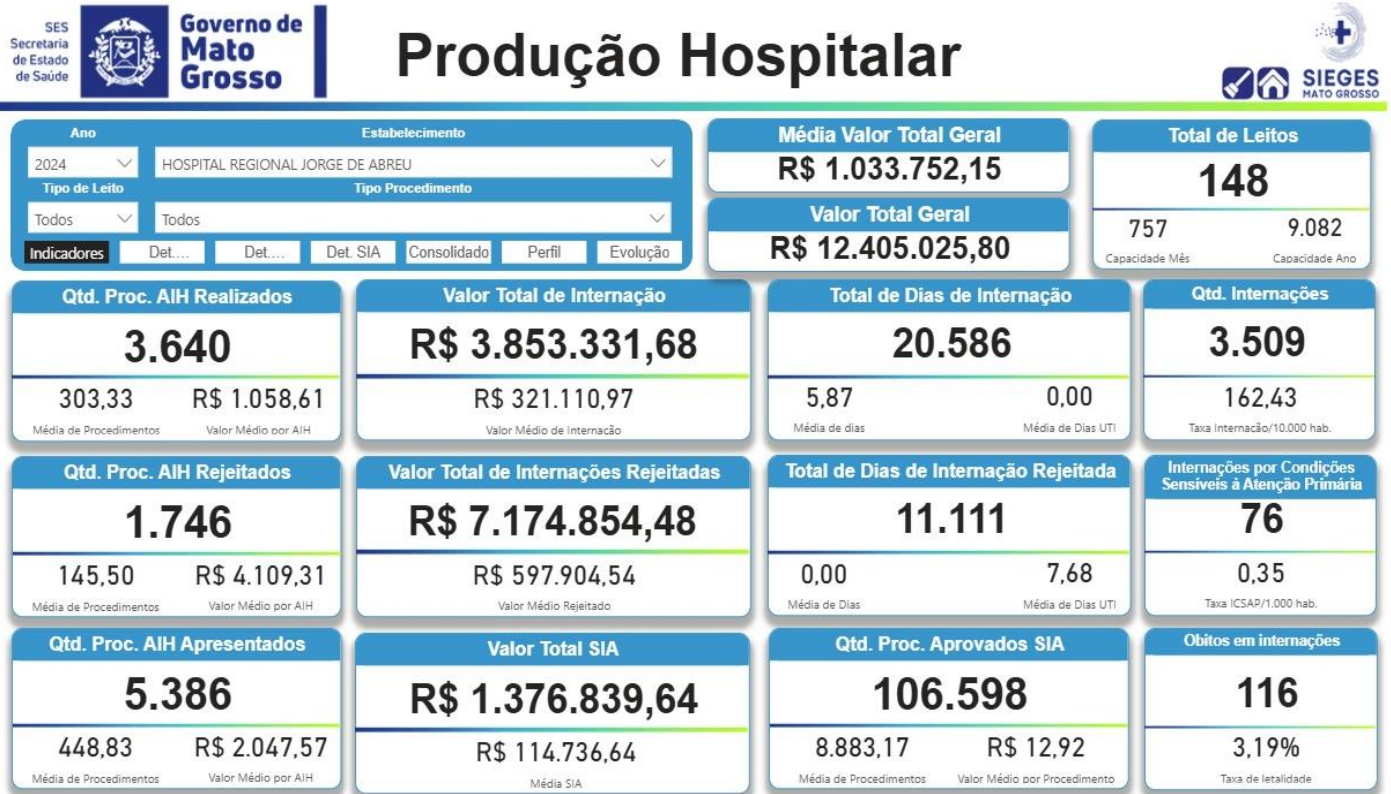 SES
Secretaria
de Estado
de Saúde
Governo de
Mato
Grosso
Produção Hospitalar
SIEGES
MATO GROSSO
Ano
Estabelecimento
2024
HOSPITAL REGIONAL JORGE DE ABREU
Tipo de Leito
Tipo Procedimento
Todos
Todos
Indicadores
Det....
Det....
Det. SIA
Consolidado
Perfil
Evolução
Média Valor Total Geral
R$ 1.033.752,15
Valor Total Geral
R$ 12.405.025,80
Total de Leitos
148
757
9.082
Capacidade Mês
Capacidade Ano
Qtd. Proc. AIH Realizados
3.640
303,33
R$ 1.058,61
Média de Procedimentos
Valor Médio por AIH
Valor Total de Internação
R$ 3.853.331,68
R$ 321.110,97
Valor Médio de Internação
Total de Dias de Internação
20.586
5,87
0,00
Média de dias
Média de Dias UTI
Qtd. Internações
3.509
162,43
Taxa Internação/10.000 hab.
Qtd. Proc. AIH Rejeitados
1.746
145,50
R$ 4.109,31
Média de Procedimentos
Valor Médio por AIH
Valor Total de Internações Rejeitadas
R$ 7.174.854,48
R$ 597.904,54
Valor Médio Rejeitado
Total de Dias de Internação Rejeitada
11.111
0,00
7,68
Média de Dias
Média de Dias UTI
Internações por Condições
Sensíveis à Atenção Primária
76
0,35
Taxa ICSAP/1.000 hab.
Qtd. Proc. AIH Apresentados
5.386
448,83
R$ 2.047,57
Média de Procedimentos
Valor Médio por AIH
Valor Total SIA
R$ 1.376.839,64
R$ 114.736,64
Média SIA
Qtd. Proc. Aprovados SIA
106.598
8.883,17
R$ 12,92
Média de Procedimentos
Valor Médio por Procedimento
Obitos em internações
116
3,19%
Taxa de letalidade